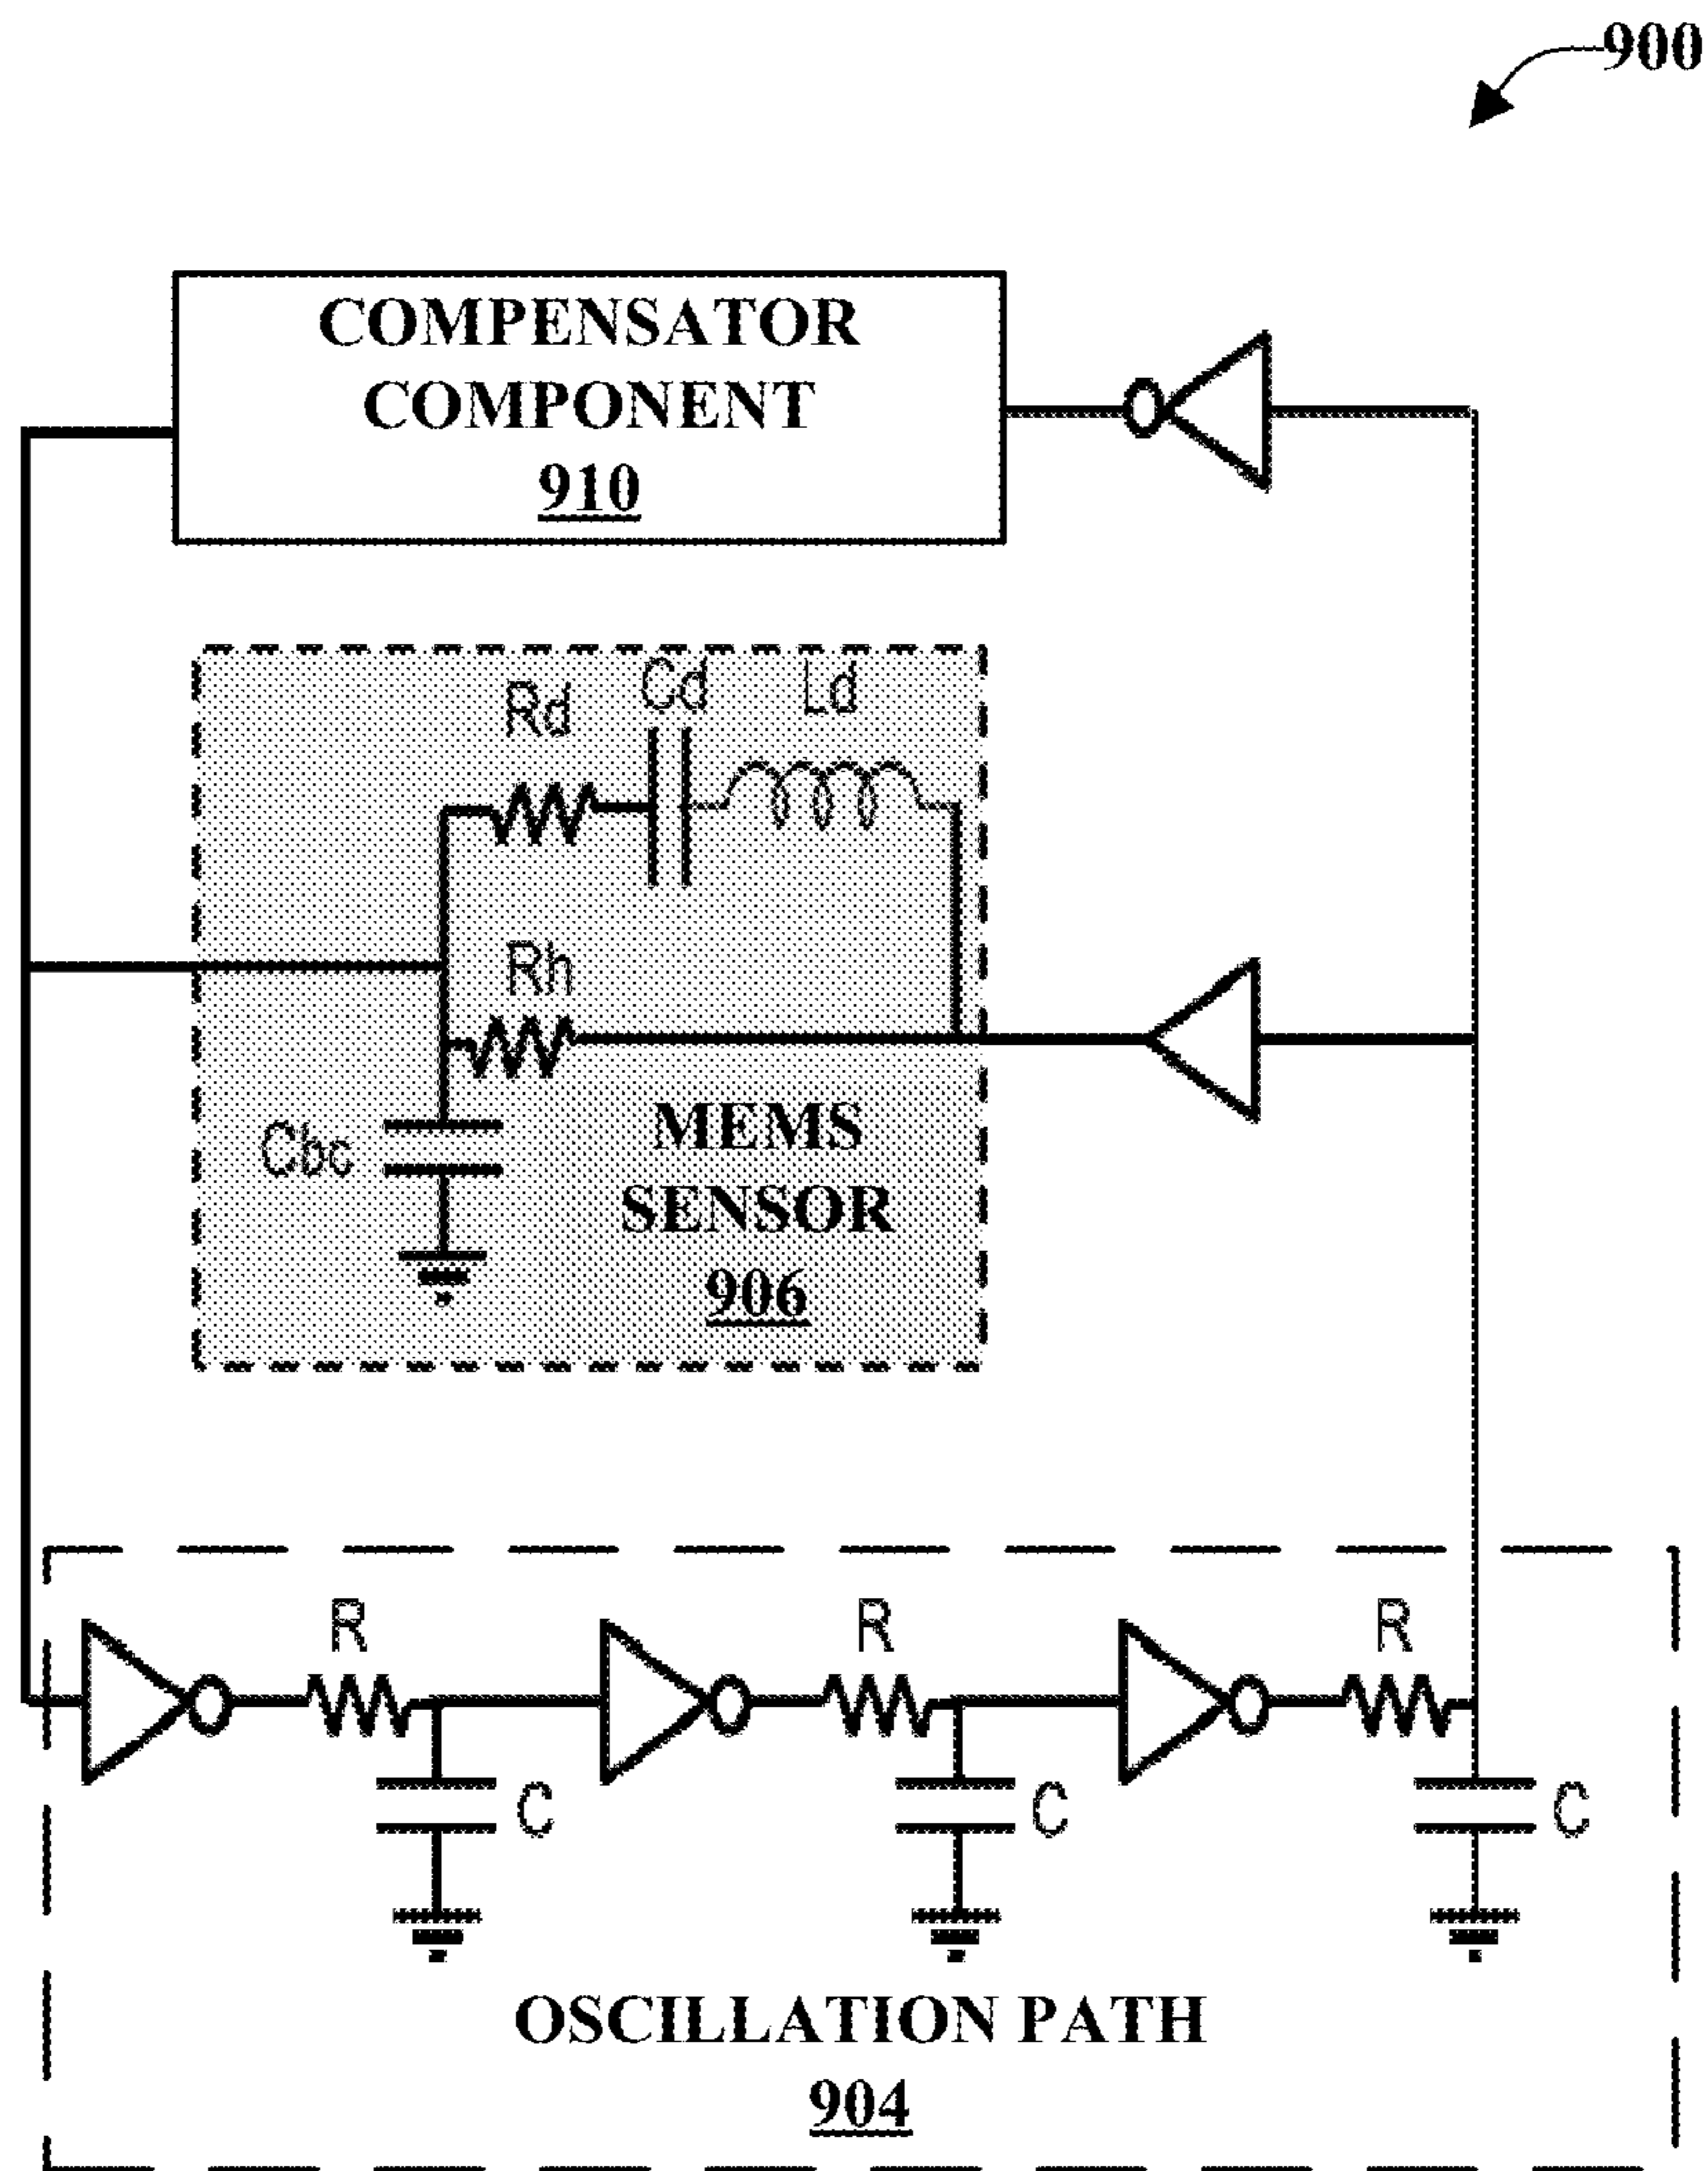 900
COMPENSATOR
COMPONENT
910
Rd
Cd
Ld
Rh
Cbc
MEMS
SENSOR
906
R
R
R
C
C
C
OSCILLATION PATH
904